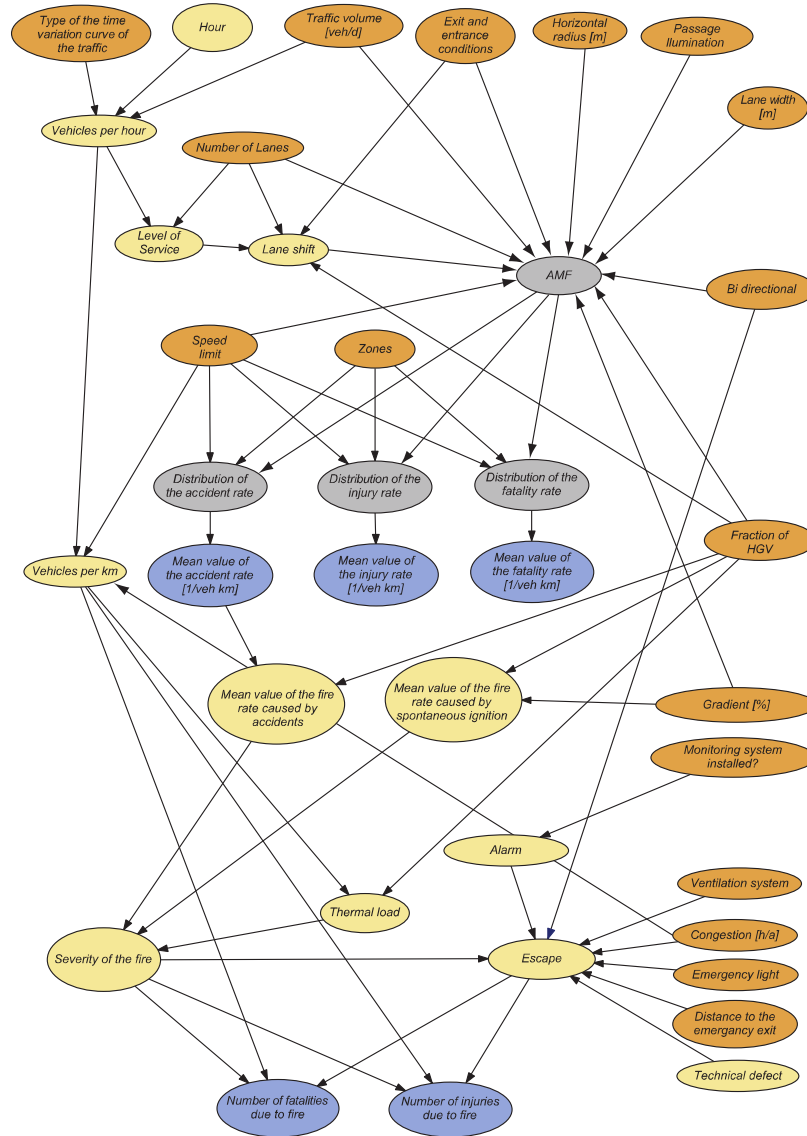 Type of the time
variation curve of
the traffic
Hour
Traffic volume
[veh/d]
Exit and
entrance
conditions
Horizontal
radius [m]
Passage
Ilumination
Lane width
[m]
Vehicles per hour
Number of Lanes
Level of
Service
Lane shift
AMF
Bi directional
Speed
limit
Zones
Distribution of
the accident rate
Distribution of the
injury rate
Distribution of the
fatality rate
Fraction of
HGV
Vehicles per km
Mean value of
the accident rate
[1/veh km]
Mean value of
the injury rate
[1/veh km]
Mean value of
the fatality rate
[1/veh km]
Mean value of the fire
rate caused by
accidents
Mean value of the fire
rate caused by
spontaneous ignition
Gradient [%]
Monitoring system
installed?
Alarm
Ventilation system
Thermal load
Congestion [h/a]
Severity of the fire
Escape
Emergency light
Distance to the
emergancy exit
Technical defect
Number of fatalities
due to fire
Number of injuries
due to fire